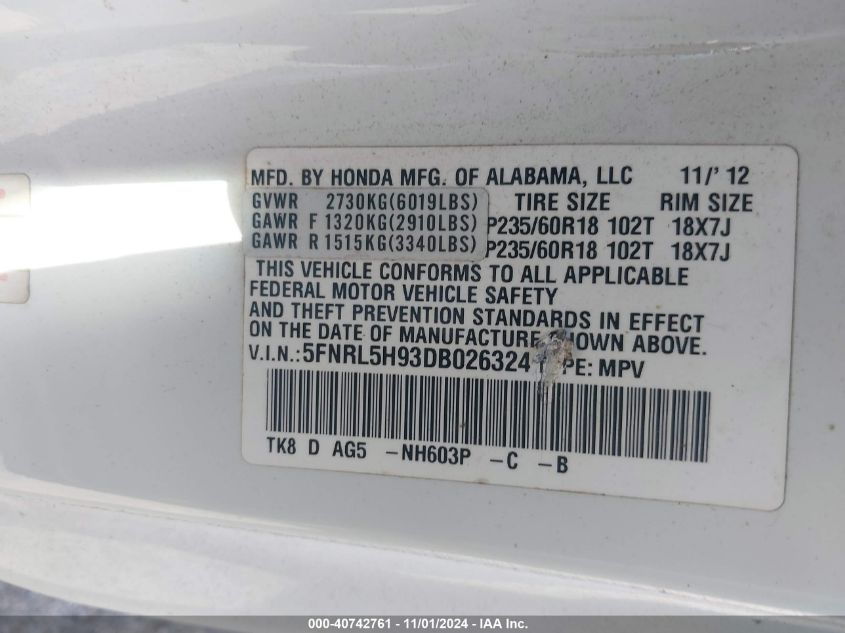 MFD. BY HONDA MFG. OF ALABAMA, LLC 11/' 12
GVWR 2730KG(6019LBS) TIRE SIZE RIM SIZE
GAWR F 1320KG(2910LBS) P235/60R18 102T 18X7J
GAWR R 1515KG(3340LBS) P235/60R18 102T 18X7J
THIS VEHICLE CONFORMS TO ALL APPLICABLE
FEDERAL MOTOR VEHICLE SAFETY
AND THEFT PREVENTION STANDARDS IN EFFECT
ON THE DATE OF MANUFACTURE ABOVE.
V.I.N.:5FNRL5H93DB026324 PE: MPV
TK8 D AG5 -NH603P -C -B
000-40742761 - 11/01/2024 - IAA Inc.